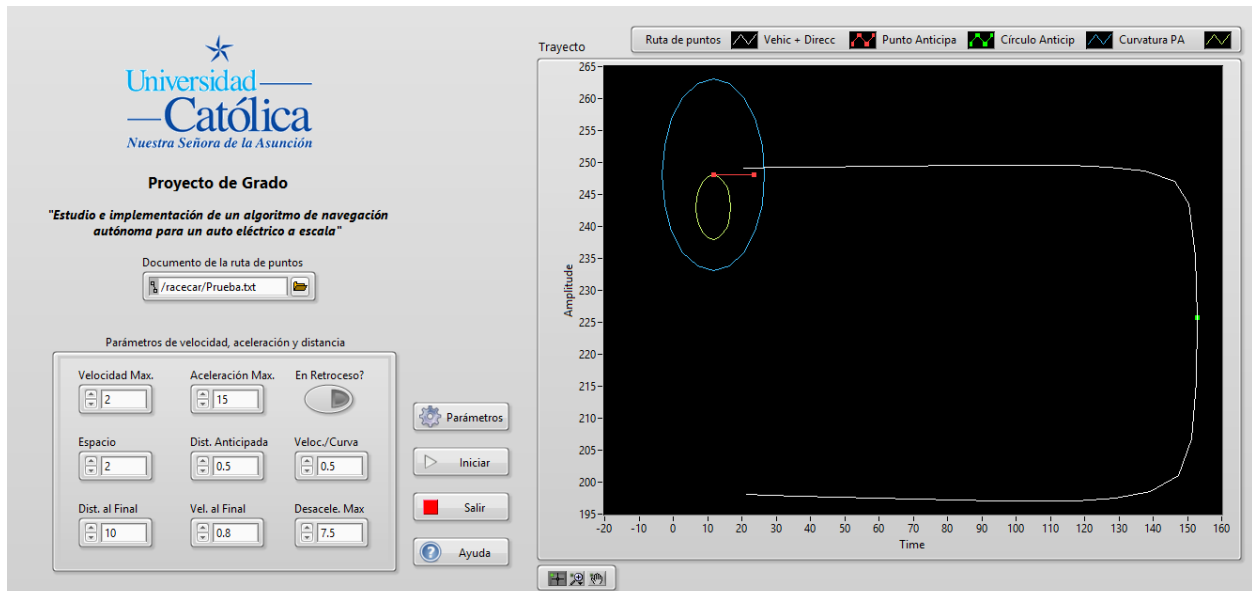 Universidad
Católica
Nuestra Señora de la Asunción
Proyecto de Grado
"Estudio e implementación de un algoritmo de navegación
autónoma para un auto eléctrico a escala"
Documento de la ruta de puntos
/racecar/Prueba.txt
Parámetros de velocidad, aceleración y distancia
Velocidad Max. Aceleración Max. En Retroceso?
2 15
Espacio Dist. Anticipada Veloc./Curva
2 0.5 0.5
Dist. al Final Vel. al Final Desacele. Max
10 0.8 7.5
Parámetros
Iniciar
Salir
Ayuda
Trayecto
Ruta de puntos Vehic + Direcc Punto Anticipa Círculo Anticip Curvatura PA
265
260
255
250
245
240
235
230
225
220
215
210
205
200
195
Amplitude
-20 -10 0 10 20 30 40 50 60 70 80 90 100 110 120 130 140 150 160
Time